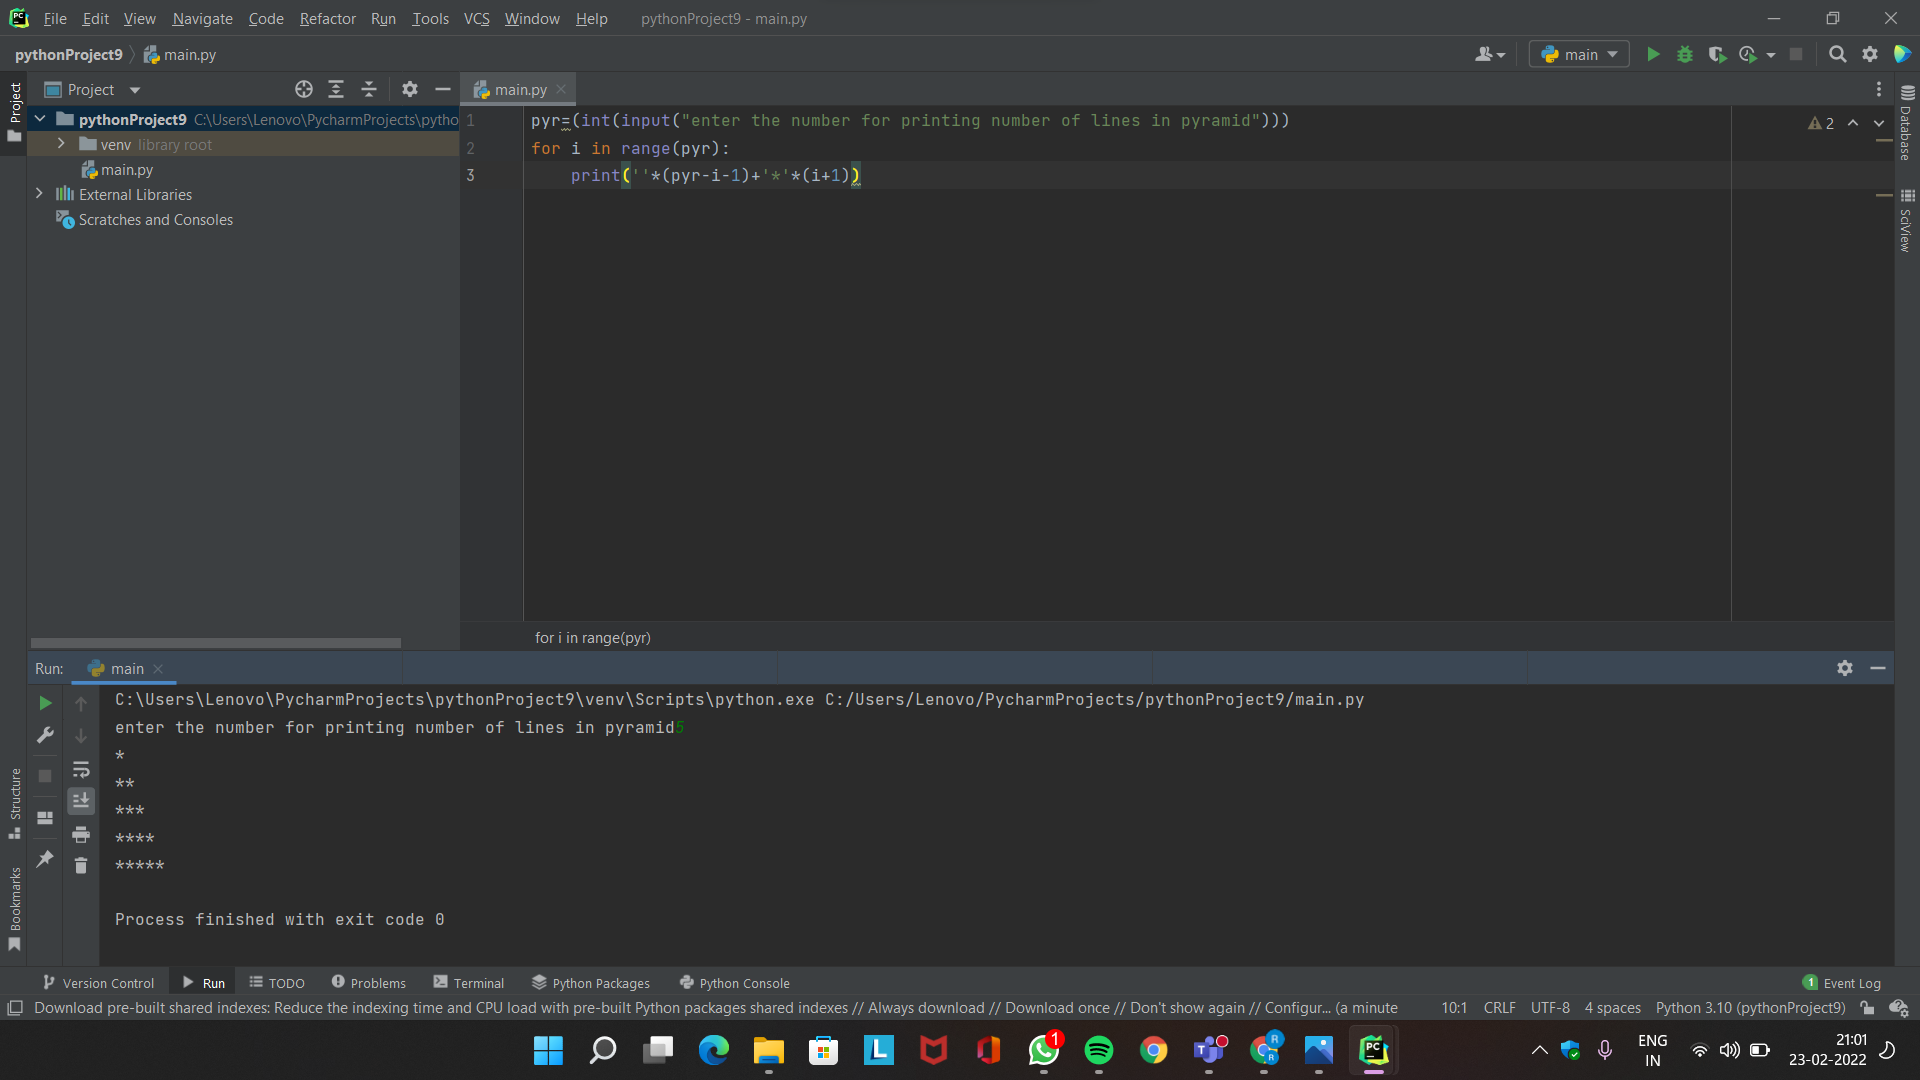 File Edit View Navigate Code Refactor Run Tools VCS Window Help pythonProject9 - main.py
pythonProject9 main.py main
Project
Project main.py
pythonProject9 C:\Users\Lenovo\PycharmProjects\pytho
venv library root
main.py
External Libraries
Scratches and Consoles
1 pyr=(int(input("enter the number for printing number of lines in pyramid")))
2 for i in range(pyr):
3 print(''*(pyr-i-1)+'*'*(i+1))
2
Database
SciView
for i in range(pyr)
Run: main
C:\Users\Lenovo\PycharmProjects\pythonProject9\venv\Scripts\python.exe C:/Users/Lenovo/PycharmProjects/pythonProject9/main.py
enter the number for printing number of lines in pyramid5
*
**
***
****
*****
Process finished with exit code 0
Structure
Bookmarks
Version Control Run TODO Problems Terminal Python Packages Python Console 1 Event Log
Download pre-built shared indexes: Reduce the indexing time and CPU load with pre-built Python packages shared indexes // Always download // Download once // Don't show again // Configur... (a minute 10:1 CRLF UTF-8 4 spaces Python 3.10 (pythonProject9)
L 1 T R R PC
ENG
IN
21:01
23-02-2022